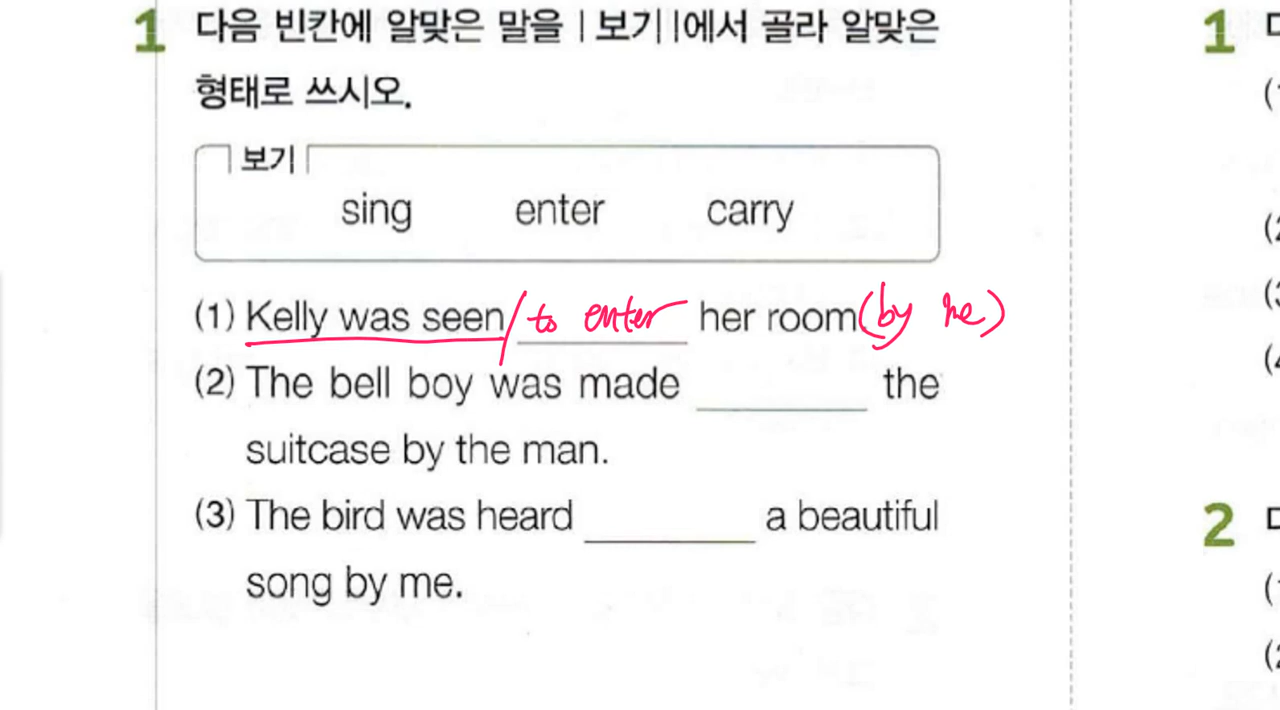 1 다음 빈칸에 알맞은 말을 |보기|에서 골라 알맞은
형태로 쓰시오.
보기
sing enter carry
(1) Kelly was seen / to enter her room (by me)
(2) The bell boy was made ________ the
suitcase by the man.
(3) The bird was heard ________ a beautiful
song by me.
1
2